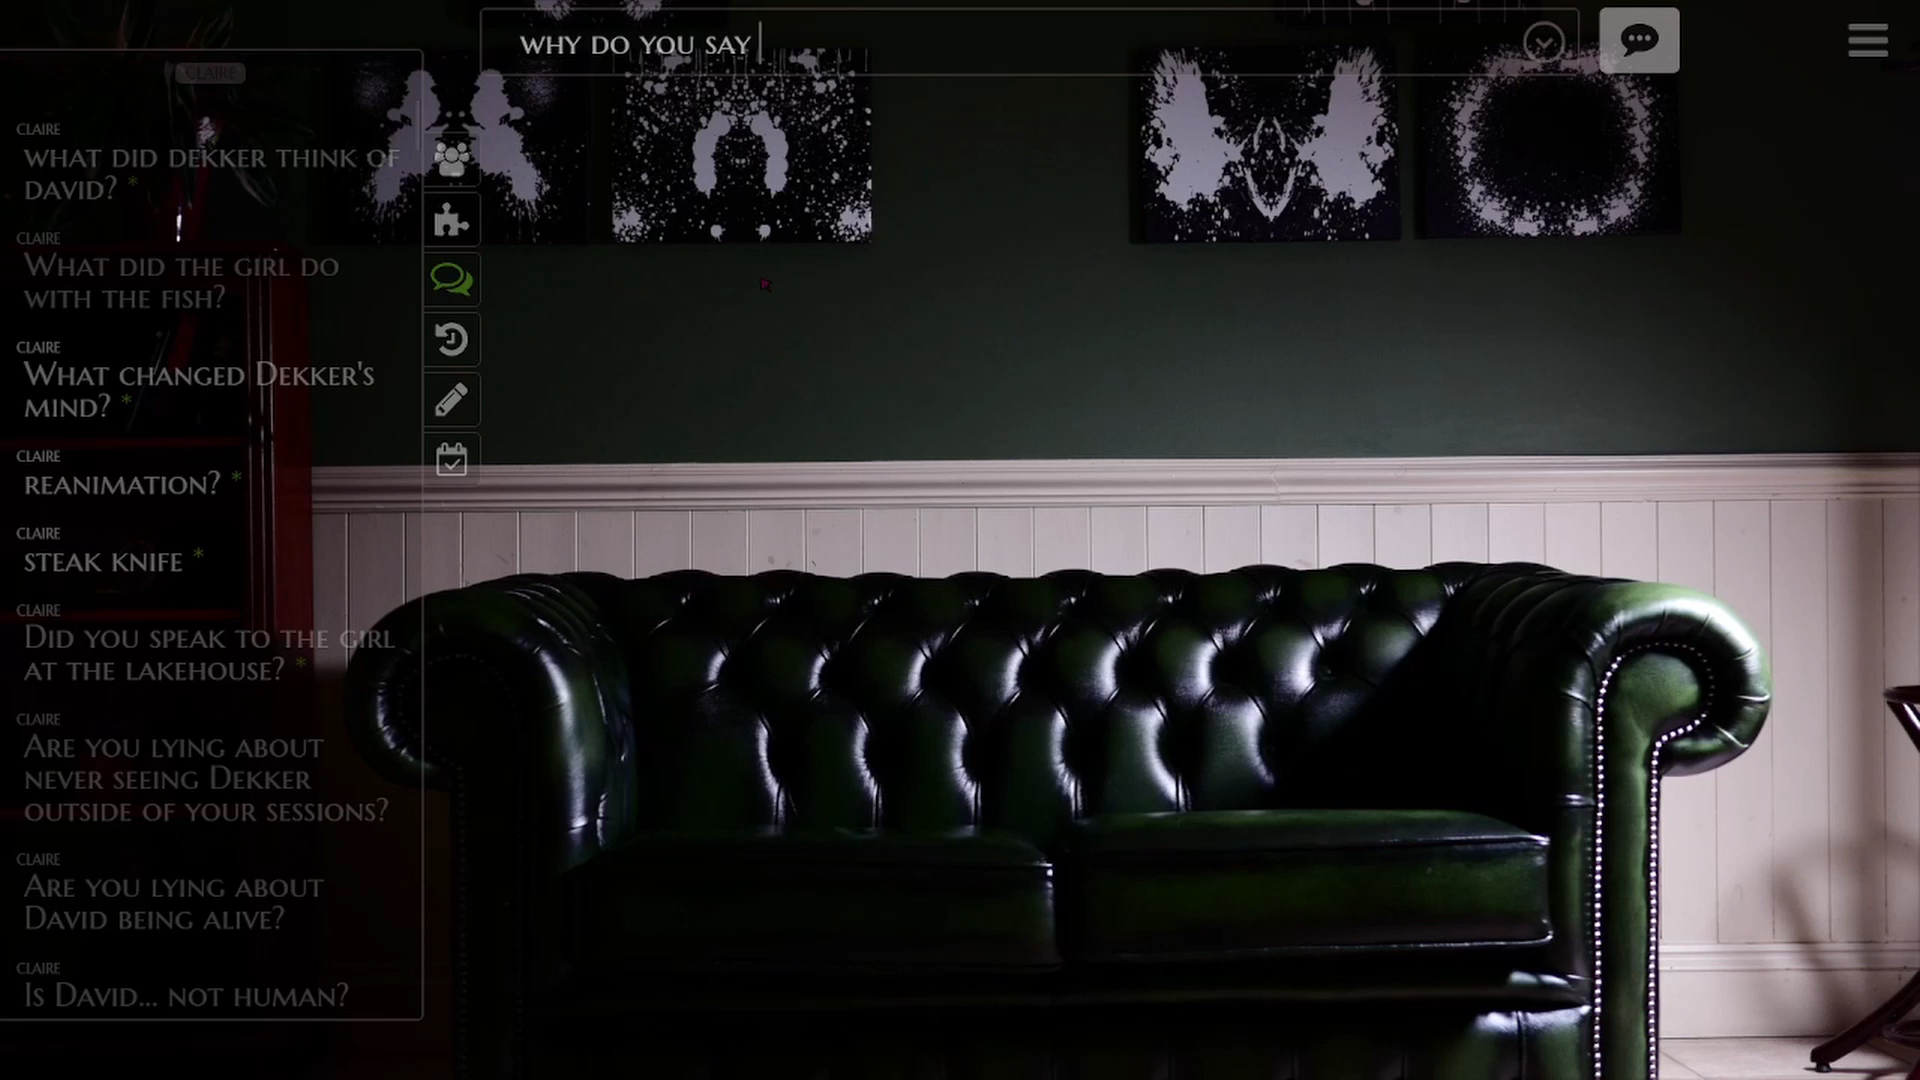 WHY DO YOU SAY
CLAIRE
CLAIRE
WHAT DID DEKKER THINK OF
DAVID? *
CLAIRE
WHAT DID THE GIRL DO
WITH THE FISH?
CLAIRE
WHAT CHANGED DEKKER'S
MIND? *
CLAIRE
REANIMATION? *
CLAIRE
STEAK KNIFE *
CLAIRE
DID YOU SPEAK TO THE GIRL
AT THE LAKEHOUSE? *
CLAIRE
ARE YOU LYING ABOUT
NEVER SEEING DEKKER
OUTSIDE OF YOUR SESSIONS?
CLAIRE
ARE YOU LYING ABOUT
DAVID BEING ALIVE?
CLAIRE
IS DAVID... NOT HUMAN?